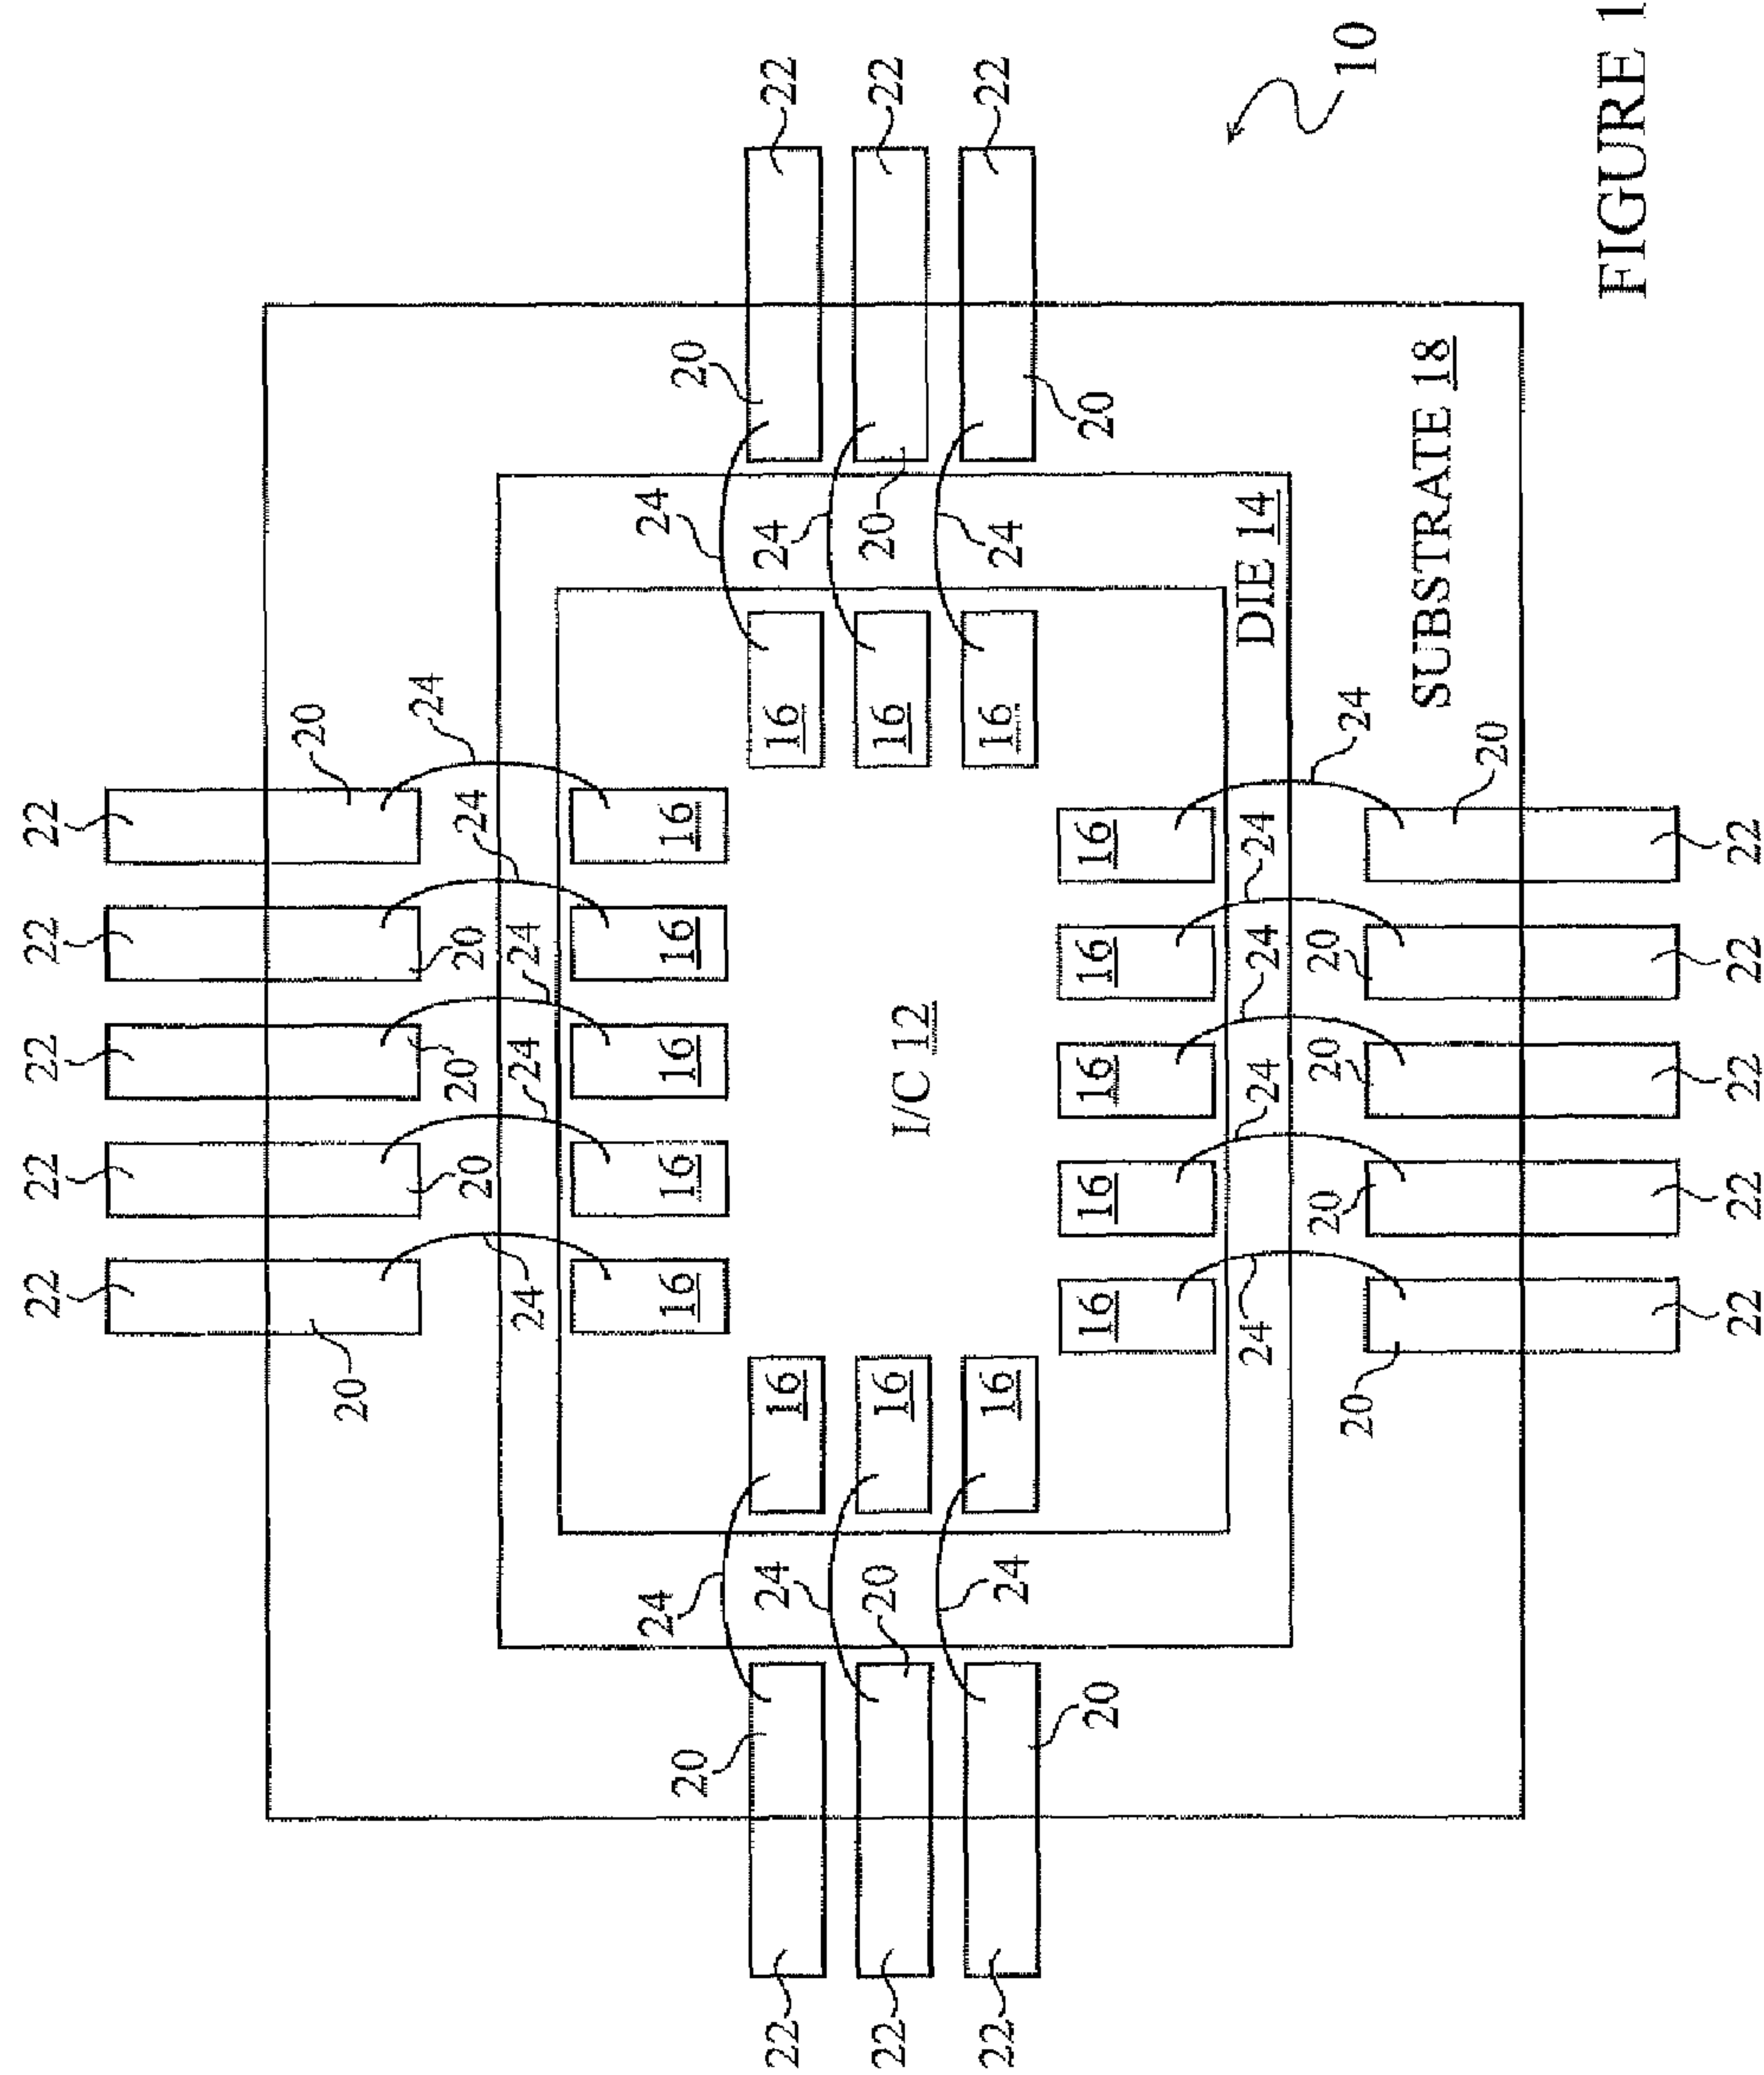 22 22 22 22 22
20 20
24
20 20 20 24
24 24 24
24 24
16 16 16 16 16
20 20
22 24 16 16 24 22
22 20 16 I/C 12 16 20 22
22 24 16 16 24 22
20 16 16 16 16 16 20
24 24 24 24 DIE 14
20 20 20 20 24 10
SUBSTRATE 18
20
FIGURE 1
22 22 22 22 22